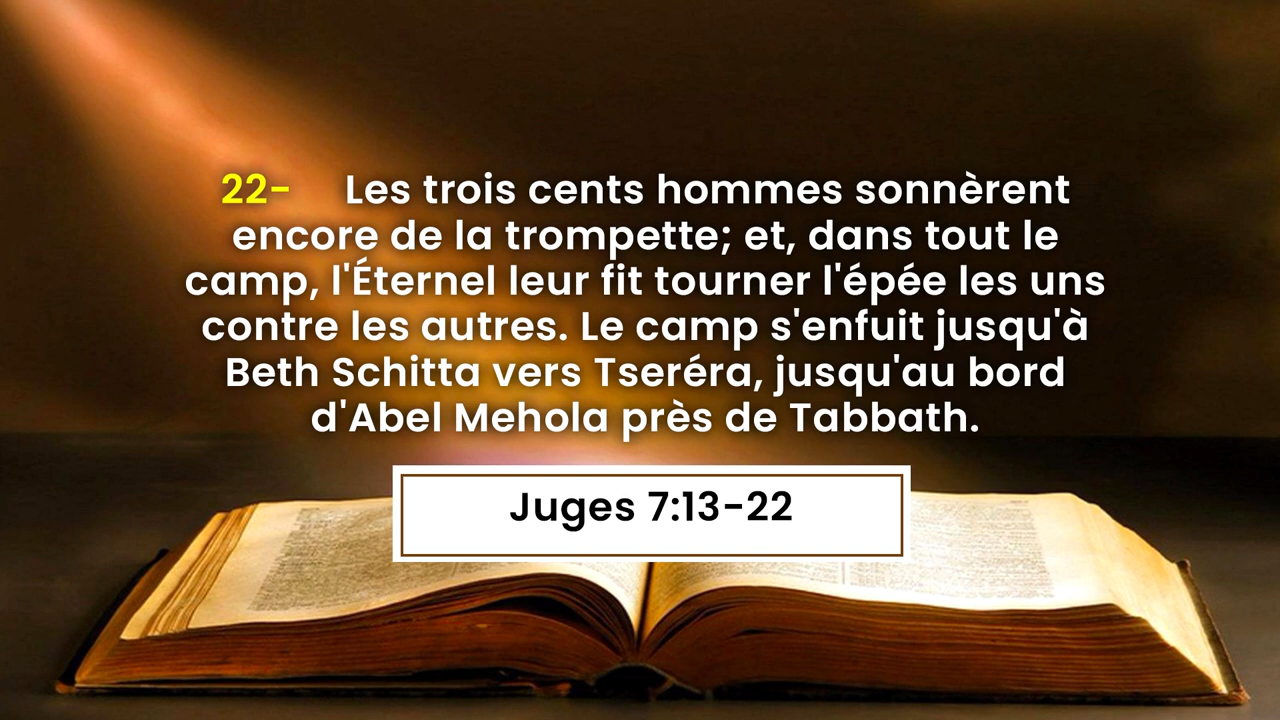 22- Les trois cents hommes sonnèrent
encore de la trompette; et, dans tout le
camp, l'Éternel leur fit tourner l'épée les uns
contre les autres. Le camp s'enfuit jusqu'à
Beth Schitta vers Tseréra, jusqu'au bord
d'Abel Mehola près de Tabbath.
Juges 7:13-22